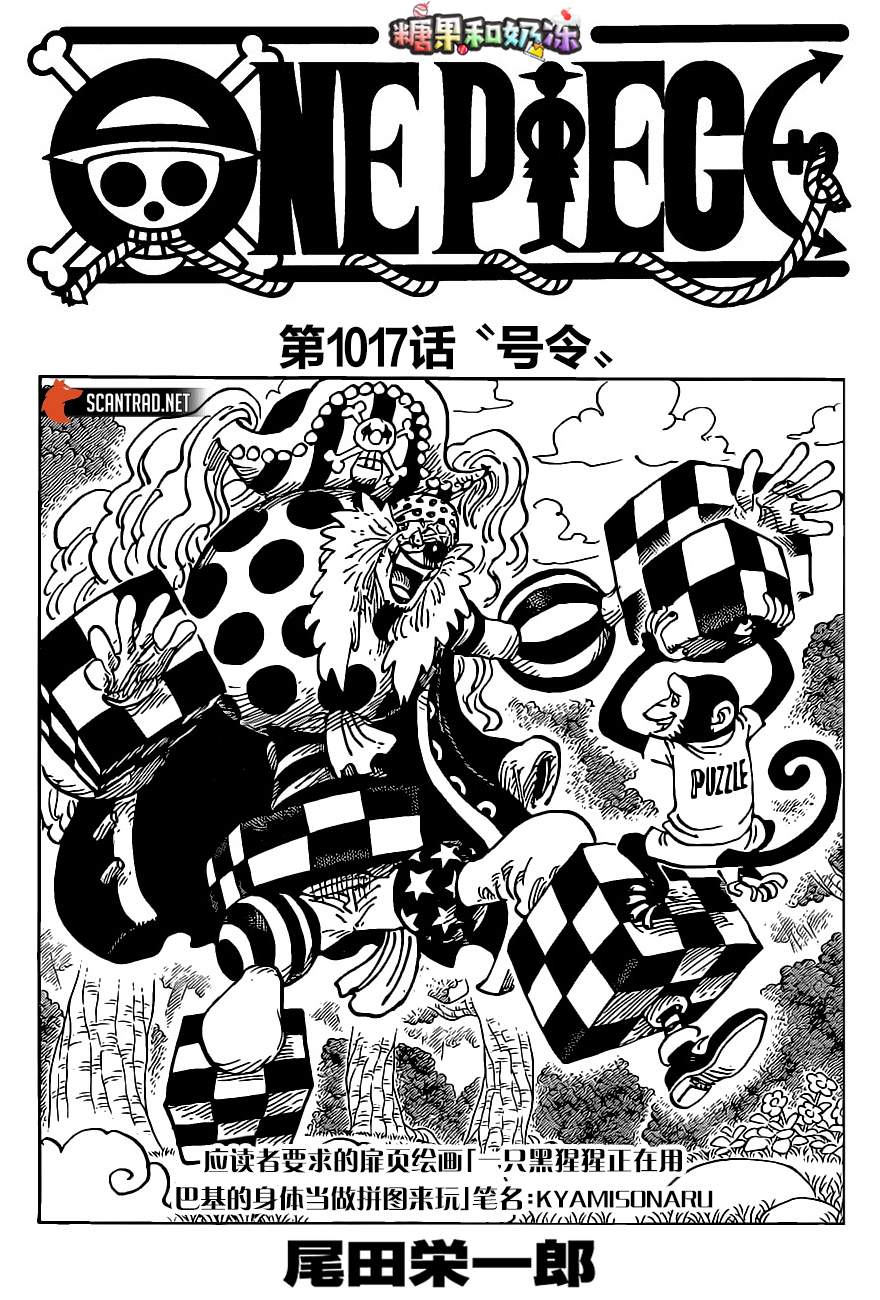 糖果和奶冻
ONE PIECE
第1017话〝号令〟
SCANTRAD.NET
PUZZLE
应读者要求的扉页绘画「一只黑猩猩正在用
巴基的身体当做拼图来玩」笔名:KYAMISONARU
尾田栄一郎